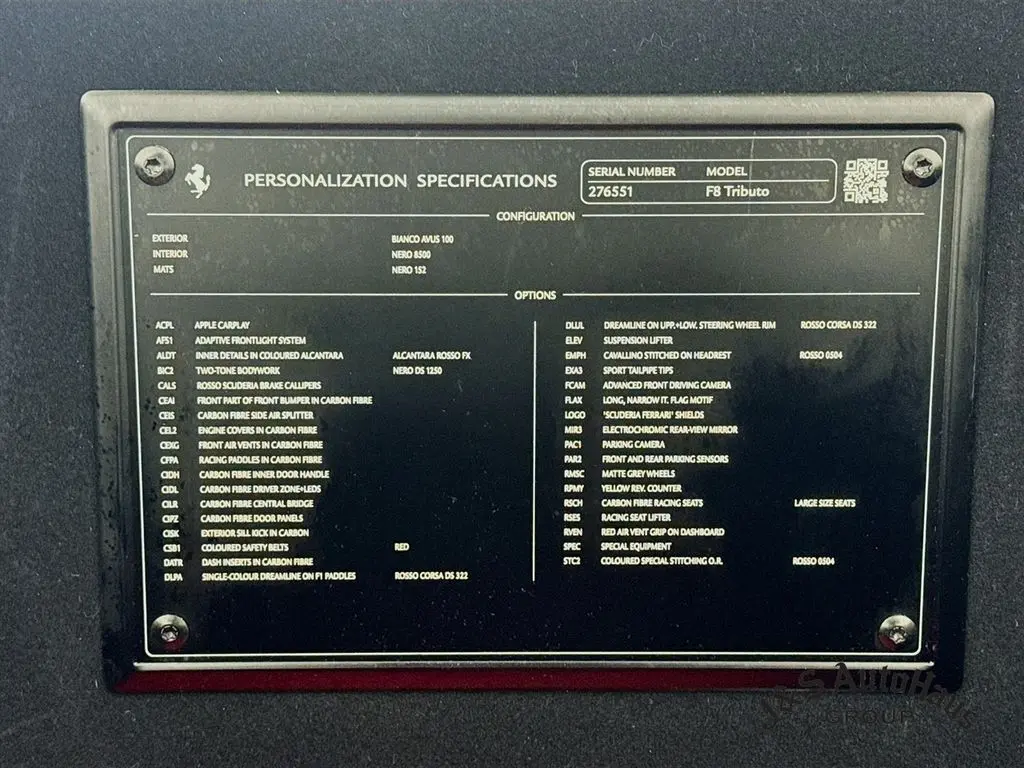 PERSONALIZATION SPECIFICATIONS
SERIAL NUMBER MODEL
276551 F8 Tributo
CONFIGURATION
EXTERIOR BIANCO AVUS 100
INTERIOR NERO 8500
MATS NERO 152
OPTIONS
ACPL APPLE CARPLAY
AFS1 ADAPTIVE FRONTLIGHT SYSTEM
ALDT INNER DETAILS IN COLOURED ALCANTARA ALCANTARA ROSSO FX
BIC2 TWO-TONE BODYWORK NERO DS 1250
CALS ROSSO SCUDERIA BRAKE CALLIPERS
CEAI FRONT PART OF FRONT BUMPER IN CARBON FIBRE
CEIS CARBON FIBRE SIDE AIR SPLITTER
CEL2 ENGINE COVERS IN CARBON FIBRE
CEXG FRONT AIR VENTS IN CARBON FIBRE
CFPA RACING PADDLES IN CARBON FIBRE
CIDH CARBON FIBRE INNER DOOR HANDLE
CIDL CARBON FIBRE DRIVER ZONE+LEDS
CILR CARBON FIBRE CENTRAL BRIDGE
CIPZ CARBON FIBRE DOOR PANELS
CISK EXTERIOR SILL KICK IN CARBON
CSB1 COLOURED SAFETY BELTS RED
DATR DASH INSERTS IN CARBON FIBRE
DLPA SINGLE-COLOUR DREAMLINE ON F1 PADDLES ROSSO CORSA DS 322
DLUL DREAMLINE ON UPP.+LOW. STEERING WHEEL RIM ROSSO CORSA DS 322
ELEV SUSPENSION LIFTER
EMPH CAVALLINO STITCHED ON HEADREST ROSSO 0504
EXA3 SPORT TAILPIPE TIPS
FCAM ADVANCED FRONT DRIVING CAMERA
FLAX LONG, NARROW IT. FLAG MOTIF
LOGO 'SCUDERIA FERRARI' SHIELDS
MIR3 ELECTROCHROMIC REAR-VIEW MIRROR
PAC1 PARKING CAMERA
PAR2 FRONT AND REAR PARKING SENSORS
RMSC MATTE GREY WHEELS
RPMY YELLOW REV. COUNTER
RSCH CARBON FIBRE RACING SEATS LARGE SIZE SEATS
RSES RACING SEAT LIFTER
RVEN RED AIR VENT GRIP ON DASHBOARD
SPEC SPECIAL EQUIPMENT
STC2 COLOURED SPECIAL STITCHING O.R. ROSSO 0504
J&S AutoHaus
GROUP